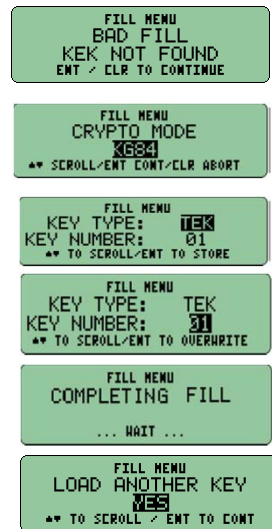 FILL MENU
BAD FILL
KEK NOT FOUND
ENT / CLR TO CONTINUE
FILL MENU
CRYPTO MODE
KG84
▲▼ SCROLL/ENT CONT/CLR ABORT
FILL MENU
KEY TYPE: TEK
KEY NUMBER: 01
▲▼ TO SCROLL/ENT TO STORE
FILL MENU
KEY TYPE: TEK
KEY NUMBER: 01
▲▼ TO SCROLL/ENT TO OVERWRITE
FILL MENU
COMPLETING FILL
... WAIT ...
FILL MENU
LOAD ANOTHER KEY
YES
▲▼ TO SCROLL / ENT TO CONT